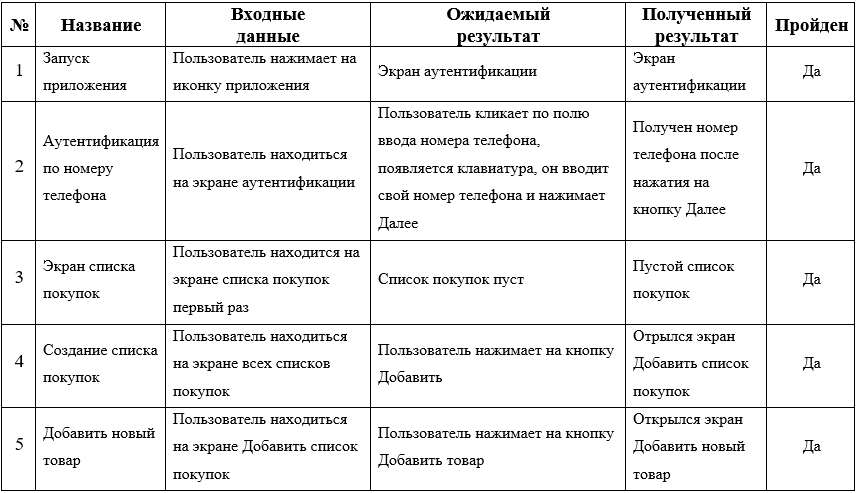 № Название Входные данные Ожидаемый результат Полученный результат Пройден
1
Запуск
приложения
Пользователь нажимает на
иконку приложения
Экран аутентификации
Экран
аутентификации
Да
2
Аутентификация
по номеру
телефона
Пользователь находиться
на экране аутентификации
Пользователь кликает по полю
ввода номера телефона,
появляется клавиатура, он вводит
свой номер телефона и нажимает
Далее
Получен номер
телефона после
нажатия на
кнопку Далее
Да
3
Экран списка
покупок
Пользователь находится на
экране списка покупок
первый раз
Список покупок пуст
Пустой список
покупок
Да
4
Создание списка
покупок
Пользователь находиться
на экране всех списков
покупок
Пользователь нажимает на кнопку
Добавить
Отрылся экран
Добавить список
покупок
Да
5
Добавить новый
товар
Пользователь находиться
на экране Добавить список
покупок
Пользователь нажимает на кнопку
Добавить товар
Открылся экран
Добавить новый
товар
Да